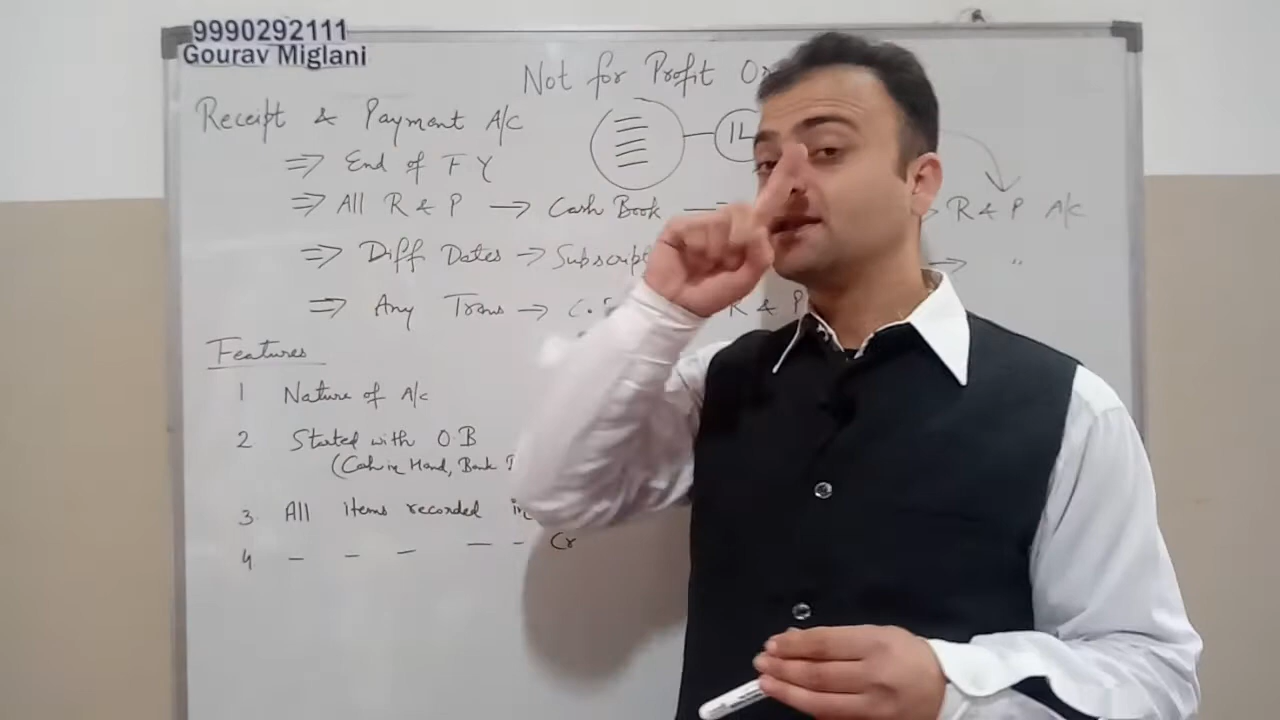 9990292111
Gourav Miglani
Not for Profit
Receipt & Payment A/C
⇒ End of F Y
⇒ All R & P → Cash Book → R & P A/C
⇒ Diff Dates → → "
⇒ Any Trans → R & P
Features
1 Nature of A/c
2 Started with O.B
(Cash in Hand, Bank
3. All items recorded in
4 — — — — – Cr